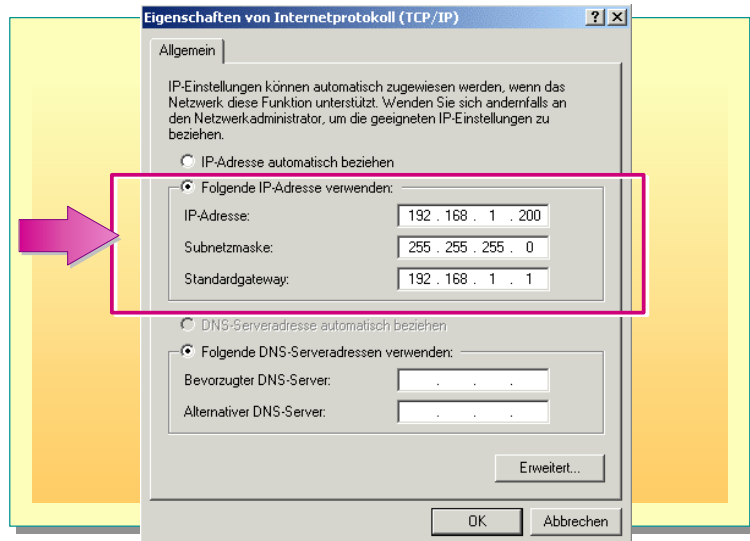 Eigenschaften von Internetprotokoll (TCP/IP)
Allgemein
IP-Einstellungen können automatisch zugewiesen werden, wenn das
Netzwerk diese Funktion unterstützt. Wenden Sie sich andernfalls an
den Netzwerkadministrator, um die geeigneten IP-Einstellungen zu
beziehen.
IP-Adresse automatisch beziehen
Folgende IP-Adresse verwenden:
IP-Adresse: 192 . 168 . 1 . 200
Subnetzmaske: 255 . 255 . 255 . 0
Standardgateway: 192 . 168 . 1 . 1
DNS-Serveradresse automatisch beziehen
Folgende DNS-Serveradressen verwenden:
Bevorzugter DNS-Server: . . .
Alternativer DNS-Server: . . .
Erweitert...
OK Abbrechen